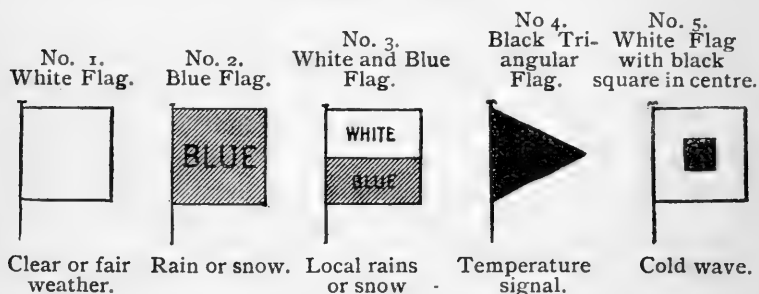 No. 1.
White Flag.
No. 2.
Blue Flag.
No. 3.
White and Blue
Flag.
No 4.
Black Tri-
angular
Flag.
No. 5.
White Flag
with black
square in centre.
BLUE
WHITE
BLUE
Clear or fair
weather.
Rain or snow.
Local rains
or snow -
Temperature
signal.
Cold wave.